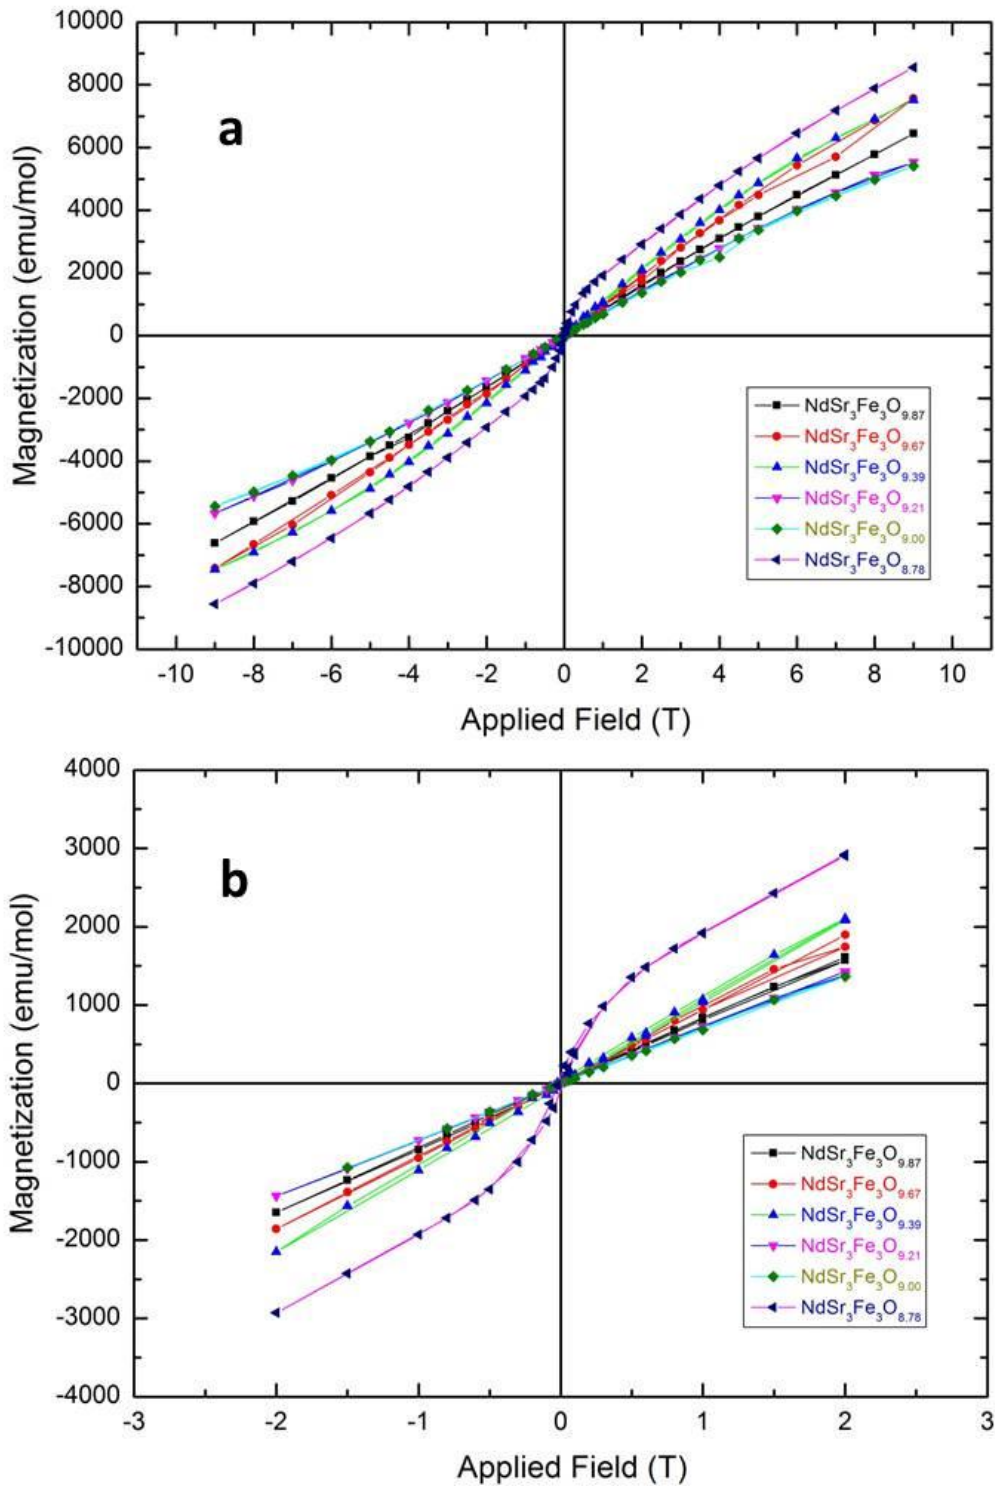 10000
8000
6000
4000
2000
0
-2000
-4000
-6000
-8000
-10000
Magnetization (emu/mol)
a
NdSr₃Fe₃O₉.₈₇
NdSr₃Fe₃O₉.₆₇
NdSr₃Fe₃O₉.₃₉
NdSr₃Fe₃O₉.₂₁
NdSr₃Fe₃O₉.₀₀
NdSr₃Fe₃O₈.₇₈
-10 -8 -6 -4 -2 0 2 4 6 8 10
Applied Field (T)
4000
3000
2000
1000
0
-1000
-2000
-3000
-4000
Magnetization (emu/mol)
b
NdSr₃Fe₃O₉.₈₇
NdSr₃Fe₃O₉.₆₇
NdSr₃Fe₃O₉.₃₉
NdSr₃Fe₃O₉.₂₁
NdSr₃Fe₃O₉.₀₀
NdSr₃Fe₃O₈.₇₈
-3 -2 -1 0 1 2 3
Applied Field (T)